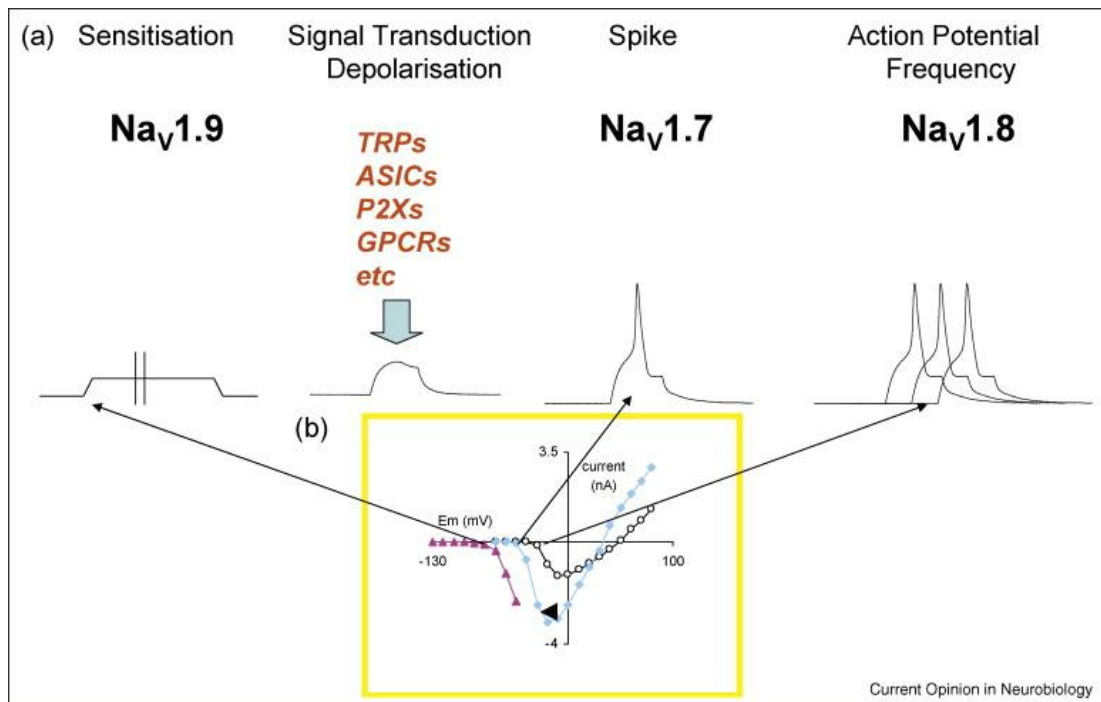 (a) Sensitisation
Signal Transduction
Depolarisation
Spike
Action Potential
Frequency
NaV1.9
TRPs
ASICs
P2Xs
GPCRs
etc
NaV1.7
NaV1.8
(b)
3.5
current
(nA)
Em (mV)
-130
100
-4
Current Opinion in Neurobiology